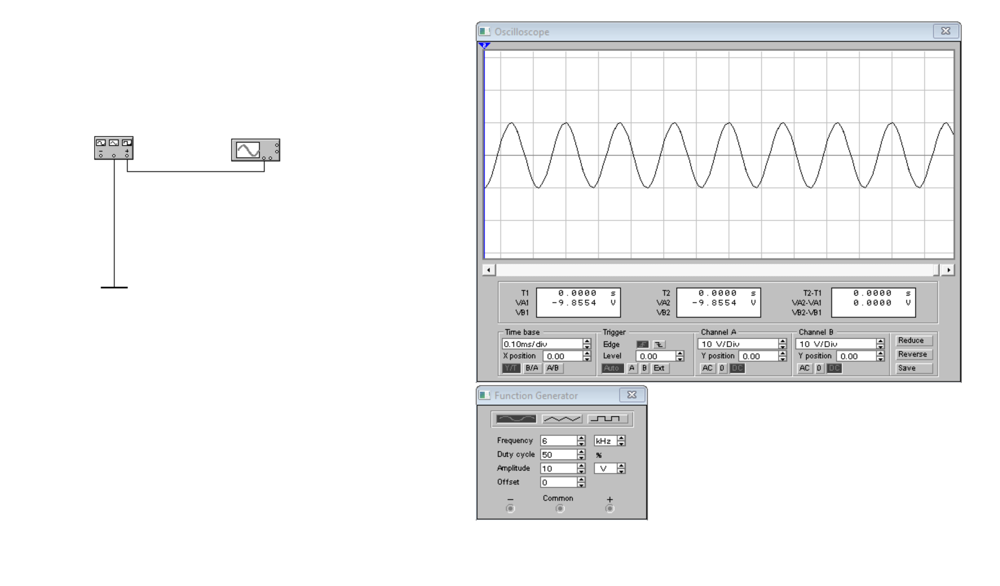 Oscilloscope
2
T1 0.0000 s T2 0.0000 s T2-T1 0.0000 s
VA1 -9.8554 V VA2 -9.8554 V VA2-VA1 0.0000 V
VB1 VB2 VB2-VB1
Time base Trigger Channel A Channel B
0.10ms/div Edge 10 V/Div 10 V/Div Reduce
X position 0.00 Level 0.00 Y position 0.00 Y position 0.00 Reverse
Y/T B/A A/B Auto A B Ext AC 0 DC AC 0 DC Save
- +
Function Generator
Frequency 6 kHz
Duty cycle 50 %
Amplitude 10 V
Offset 0
− Common +